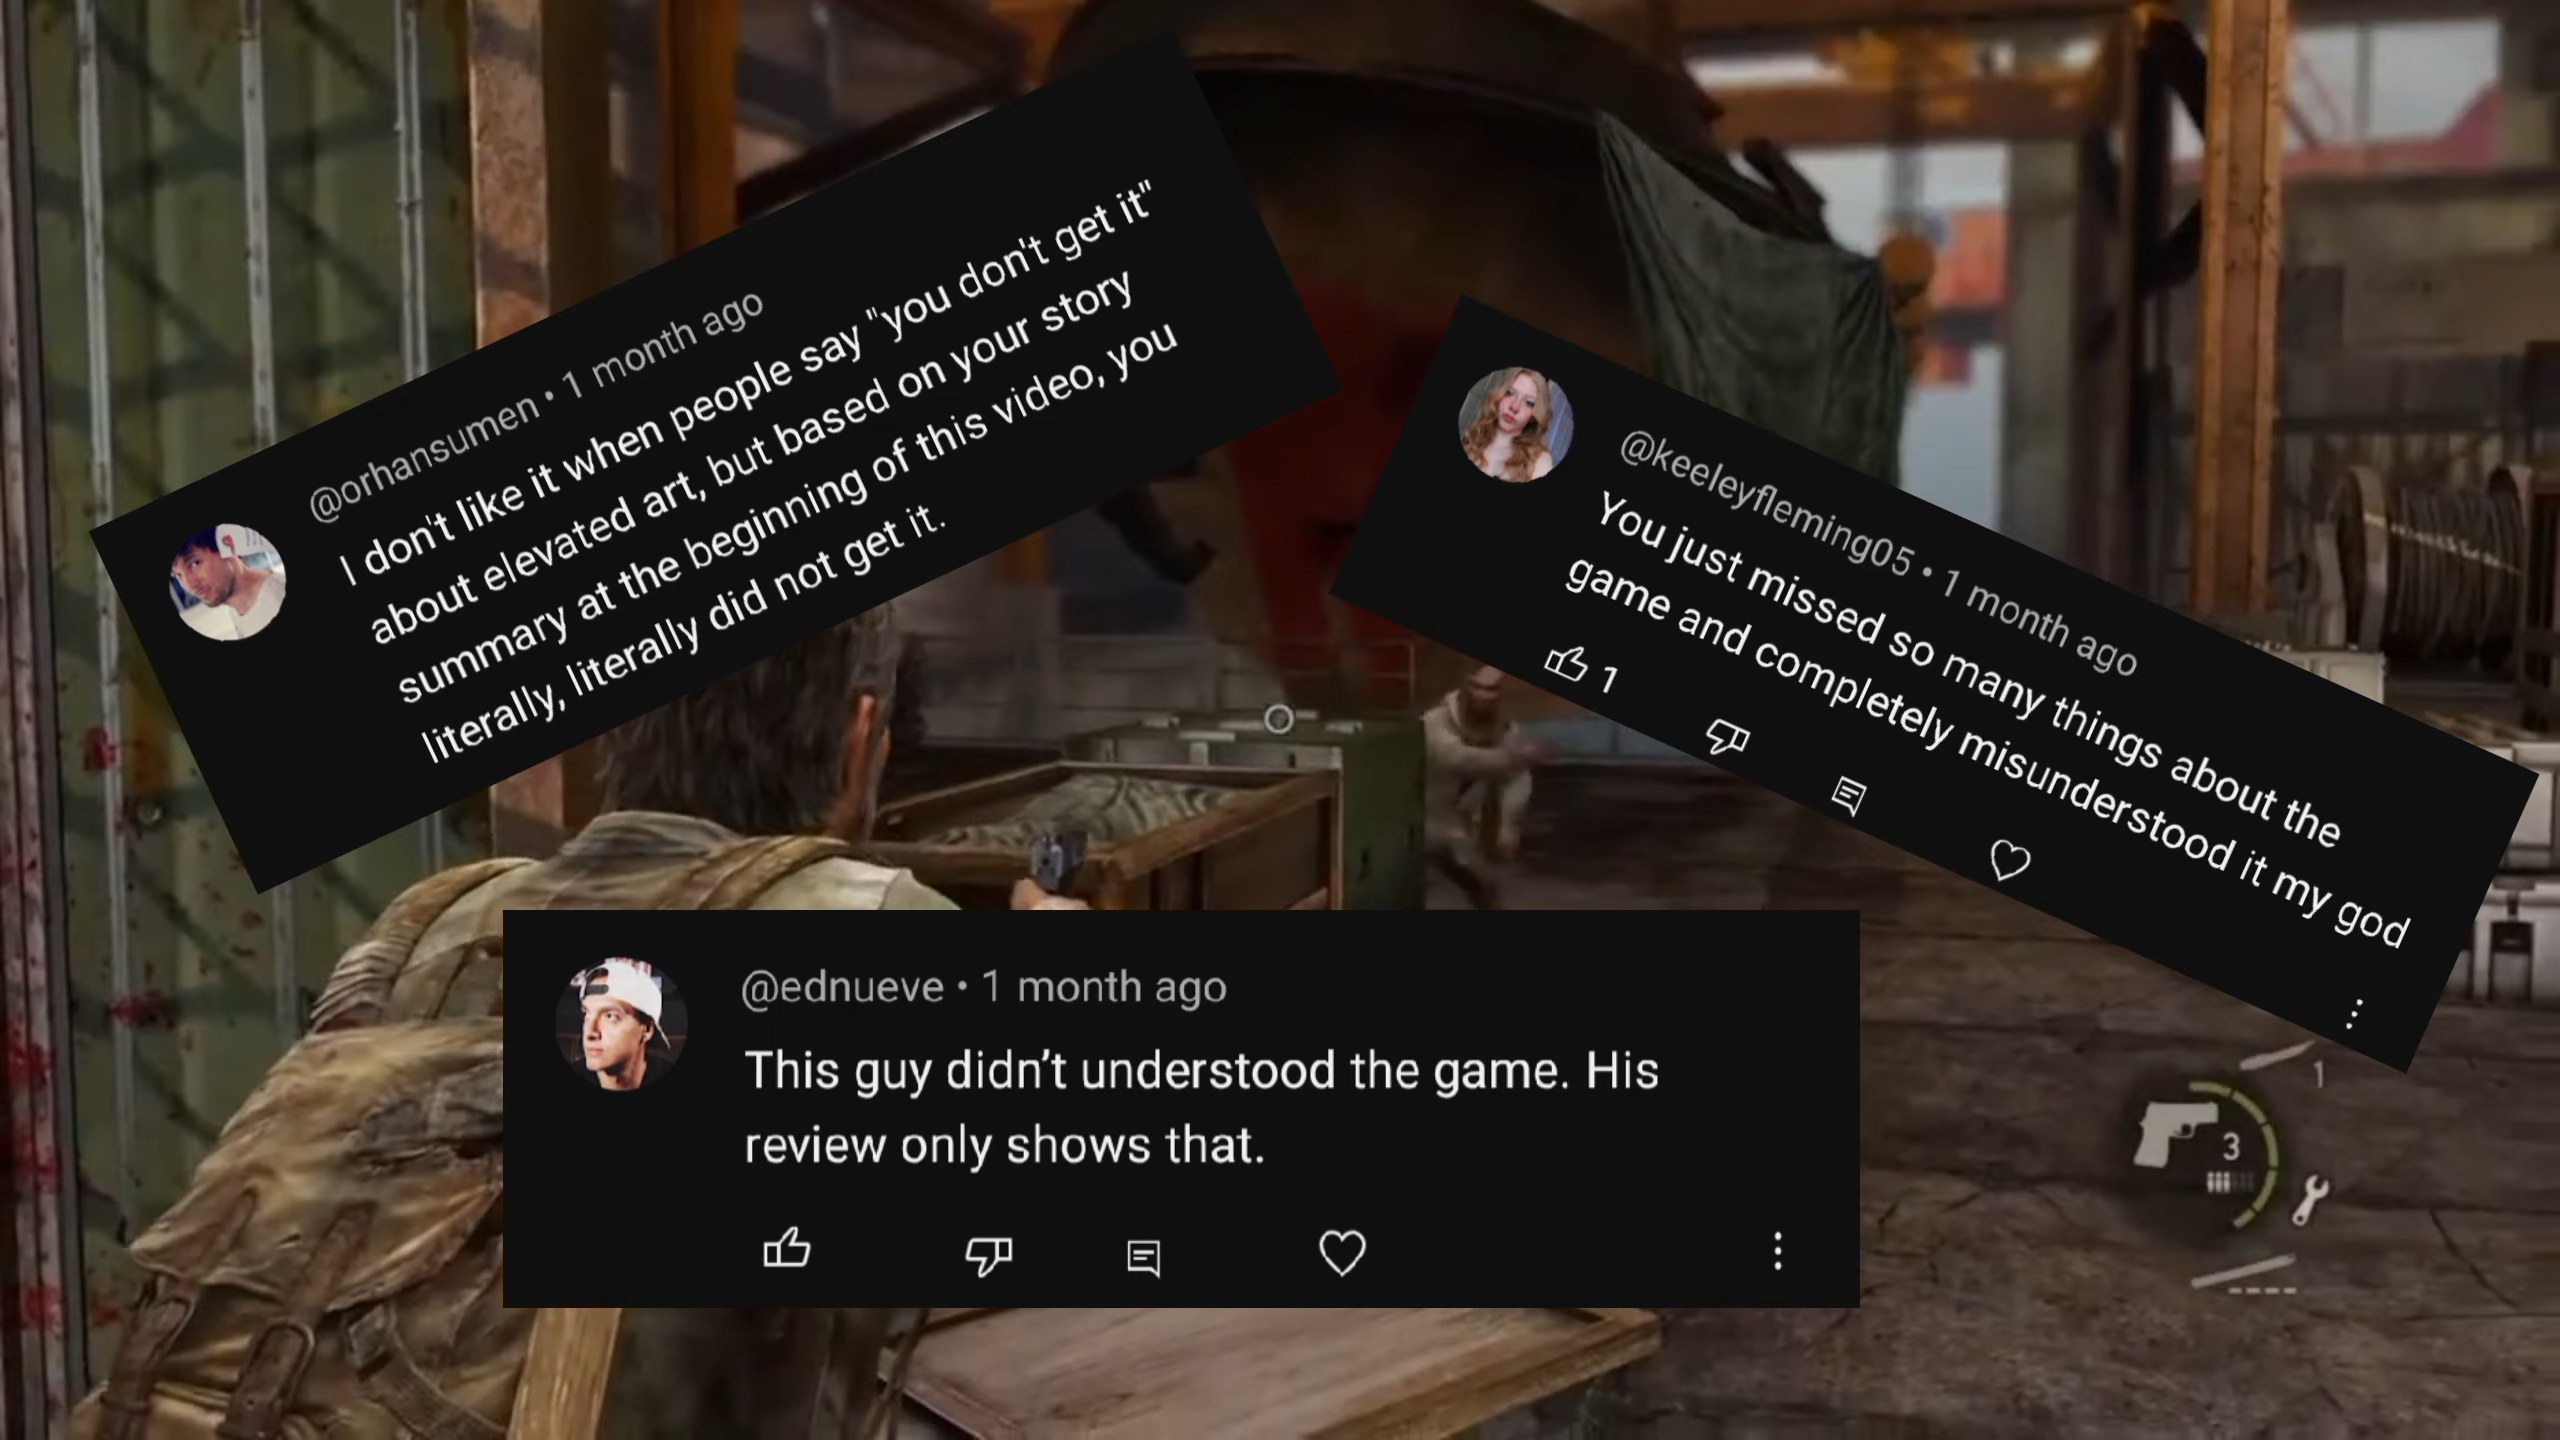 @orhansumen • 1 month ago
I don't like it when people say "you don't get it"
about elevated art, but based on your story
summary at the beginning of this video, you
literally, literally did not get it.
@keeleyfleming05 • 1 month ago
You just missed so many things about the
game and completely misunderstood it my god
1
@ednueve • 1 month ago
This guy didn't understood the game. His
review only shows that.
1
3